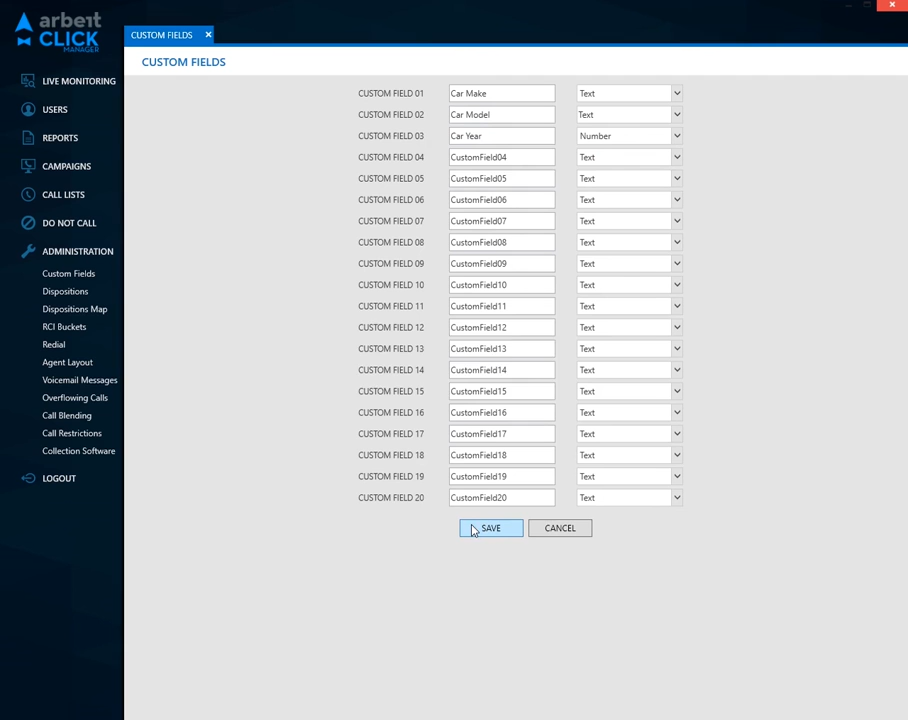 arbeit
CLICK
MANAGER
CUSTOM FIELDS ×
CUSTOM FIELDS
LIVE MONITORING
USERS
REPORTS
CAMPAIGNS
CALL LISTS
DO NOT CALL
ADMINISTRATION
Custom Fields
Dispositions
Dispositions Map
RCI Buckets
Redial
Agent Layout
Voicemail Messages
Overflowing Calls
Call Blending
Call Restrictions
Collection Software
LOGOUT
CUSTOM FIELD 01 Car Make Text
CUSTOM FIELD 02 Car Model Text
CUSTOM FIELD 03 Car Year Number
CUSTOM FIELD 04 CustomField04 Text
CUSTOM FIELD 05 CustomField05 Text
CUSTOM FIELD 06 CustomField06 Text
CUSTOM FIELD 07 CustomField07 Text
CUSTOM FIELD 08 CustomField08 Text
CUSTOM FIELD 09 CustomField09 Text
CUSTOM FIELD 10 CustomField10 Text
CUSTOM FIELD 11 CustomField11 Text
CUSTOM FIELD 12 CustomField12 Text
CUSTOM FIELD 13 CustomField13 Text
CUSTOM FIELD 14 CustomField14 Text
CUSTOM FIELD 15 CustomField15 Text
CUSTOM FIELD 16 CustomField16 Text
CUSTOM FIELD 17 CustomField17 Text
CUSTOM FIELD 18 CustomField18 Text
CUSTOM FIELD 19 CustomField19 Text
CUSTOM FIELD 20 CustomField20 Text
SAVE CANCEL